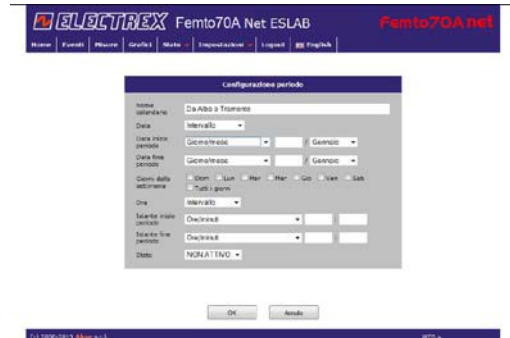 ELECTREX Femto70A Net ESLAB Femto70A net
Home Eventi Misure Grafici Stato Impostazioni Logout English
Configurazione periodo
Nome calendario Da Alba a Tramonto
Data Intervallo
Data inizio periodo Giorno/mese / Gennaio
Data fine periodo Giorno/mese / Gennaio
Giorni della settimana Dom Lun Mar Mer Gio Ven Sab
Tutti i giorni
Ora Intervallo
Istante inizio periodo Ore/minuti :
Istante fine periodo Ore/minuti :
Stato NON ATTIVO
OK Annulla